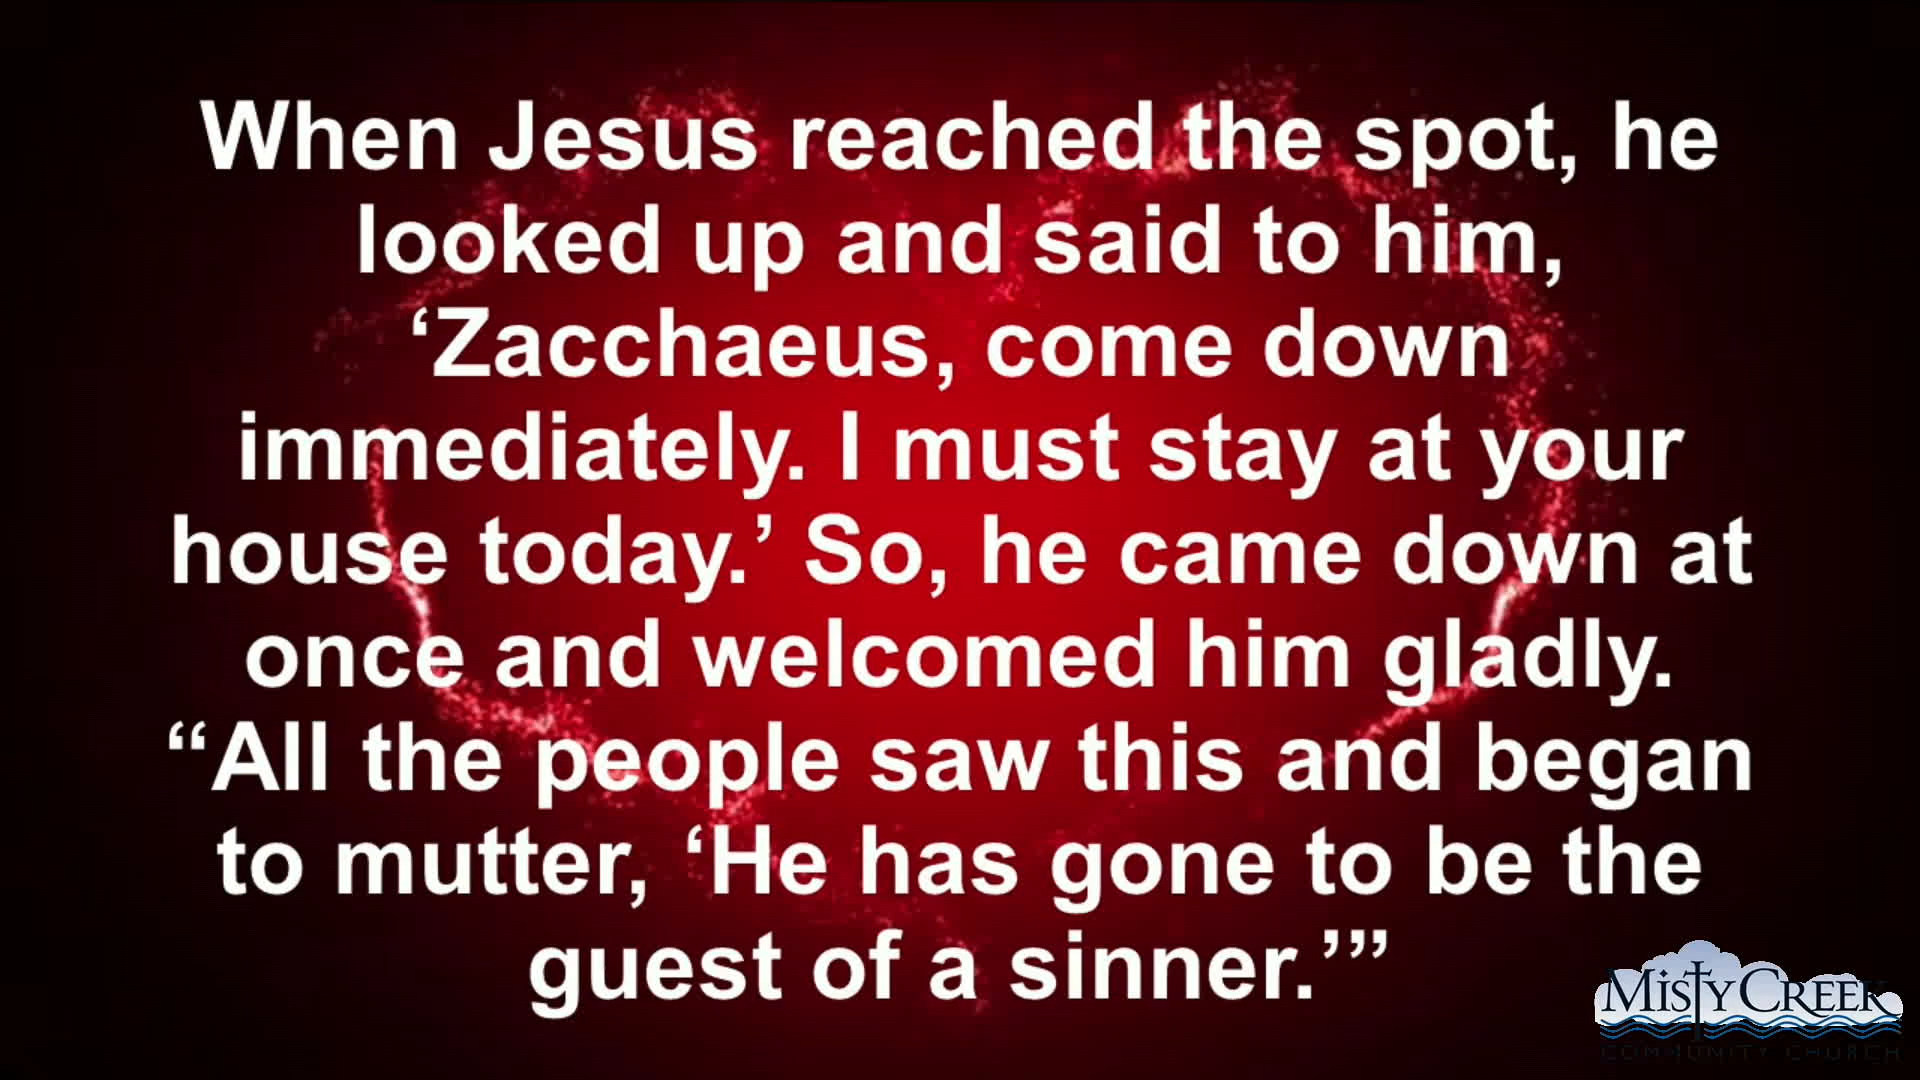 When Jesus reached the spot, he
looked up and said to him,
‘Zacchaeus, come down
immediately. I must stay at your
house today.’ So, he came down at
once and welcomed him gladly.
“All the people saw this and began
to mutter, ‘He has gone to be the
guest of a sinner.’”
MistyCreek
COMMUNITY CHURCH